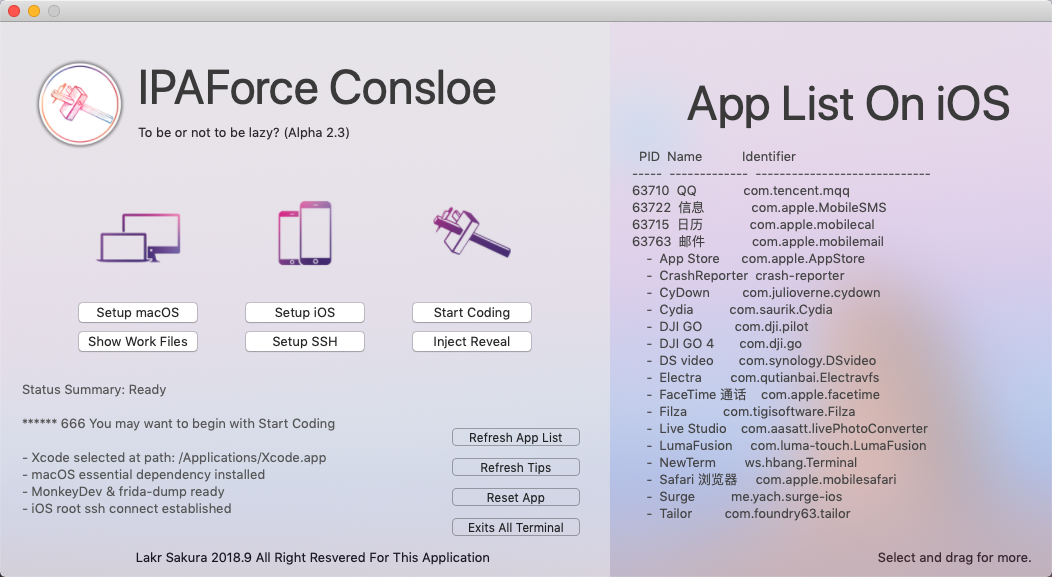 IPAForce Consloe
To be or not to be lazy? (Alpha 2.3)
Setup macOS
Setup iOS
Start Coding
Show Work Files
Setup SSH
Inject Reveal
Status Summary: Ready
****** 666 You may want to begin with Start Coding
- Xcode selected at path: /Applications/Xcode.app
- macOS essential dependency installed
- MonkeyDev & frida-dump ready
- iOS root ssh connect established
Refresh App List
Refresh Tips
Reset App
Exits All Terminal
Lakr Sakura 2018.9 All Right Resvered For This Application
App List On iOS
PID Name Identifier
----- ------------- -----------------------------
63710 QQ com.tencent.mqq
63722 信息 com.apple.MobileSMS
63715 日历 com.apple.mobilecal
63763 邮件 com.apple.mobilemail
- App Store com.apple.AppStore
- CrashReporter crash-reporter
- CyDown com.julioverne.cydown
- Cydia com.saurik.Cydia
- DJI GO com.dji.pilot
- DJI GO 4 com.dji.go
- DS video com.synology.DSvideo
- Electra com.qutianbai.Electravfs
- FaceTime 通话 com.apple.facetime
- Filza com.tigisoftware.Filza
- Live Studio com.aasatt.livePhotoConverter
- LumaFusion com.luma-touch.LumaFusion
- NewTerm ws.hbang.Terminal
- Safari 浏览器 com.apple.mobilesafari
- Surge me.yach.surge-ios
- Tailor com.foundry63.tailor
Select and drag for more.